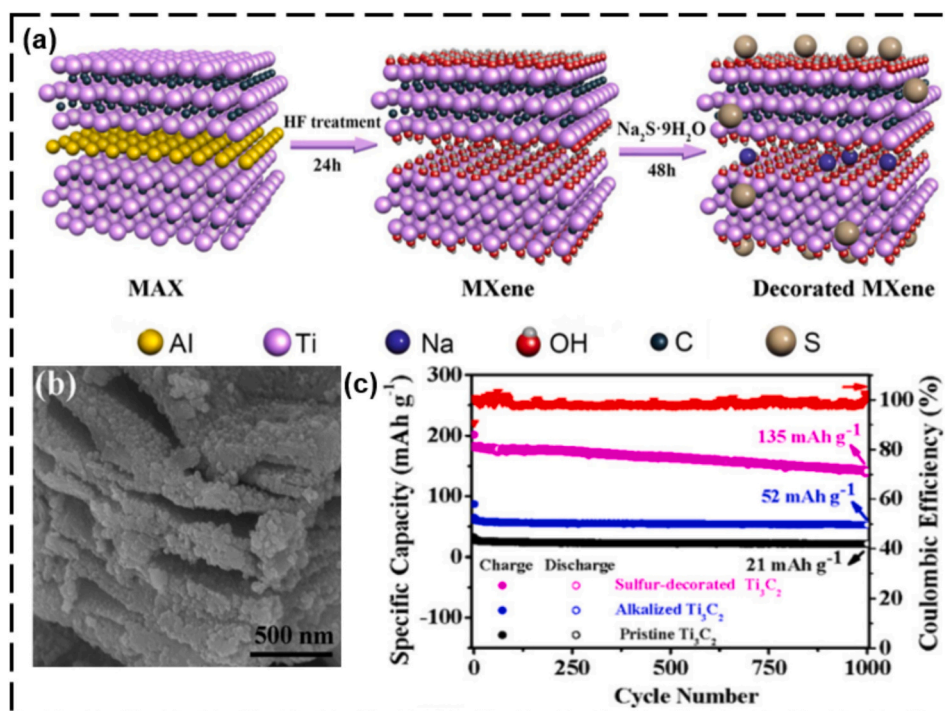 (a)
HF treatment
24h
Na₂S·9H₂O
48h
MAX
MXene
Decorated MXene
Al
Ti
Na
OH
C
S
(b)
500 nm
(c)
Specific Capacity (mAh g⁻¹)
300
200
100
0
-100
135 mAh g⁻¹
52 mAh g⁻¹
21 mAh g⁻¹
Charge Discharge
Sulfur-decorated Ti₃C₂
Alkalized Ti₃C₂
Pristine Ti₃C₂
0 250 500 750 1000
Cycle Number
100
80
60
40
20
0
Coulombic Efficiency (%)